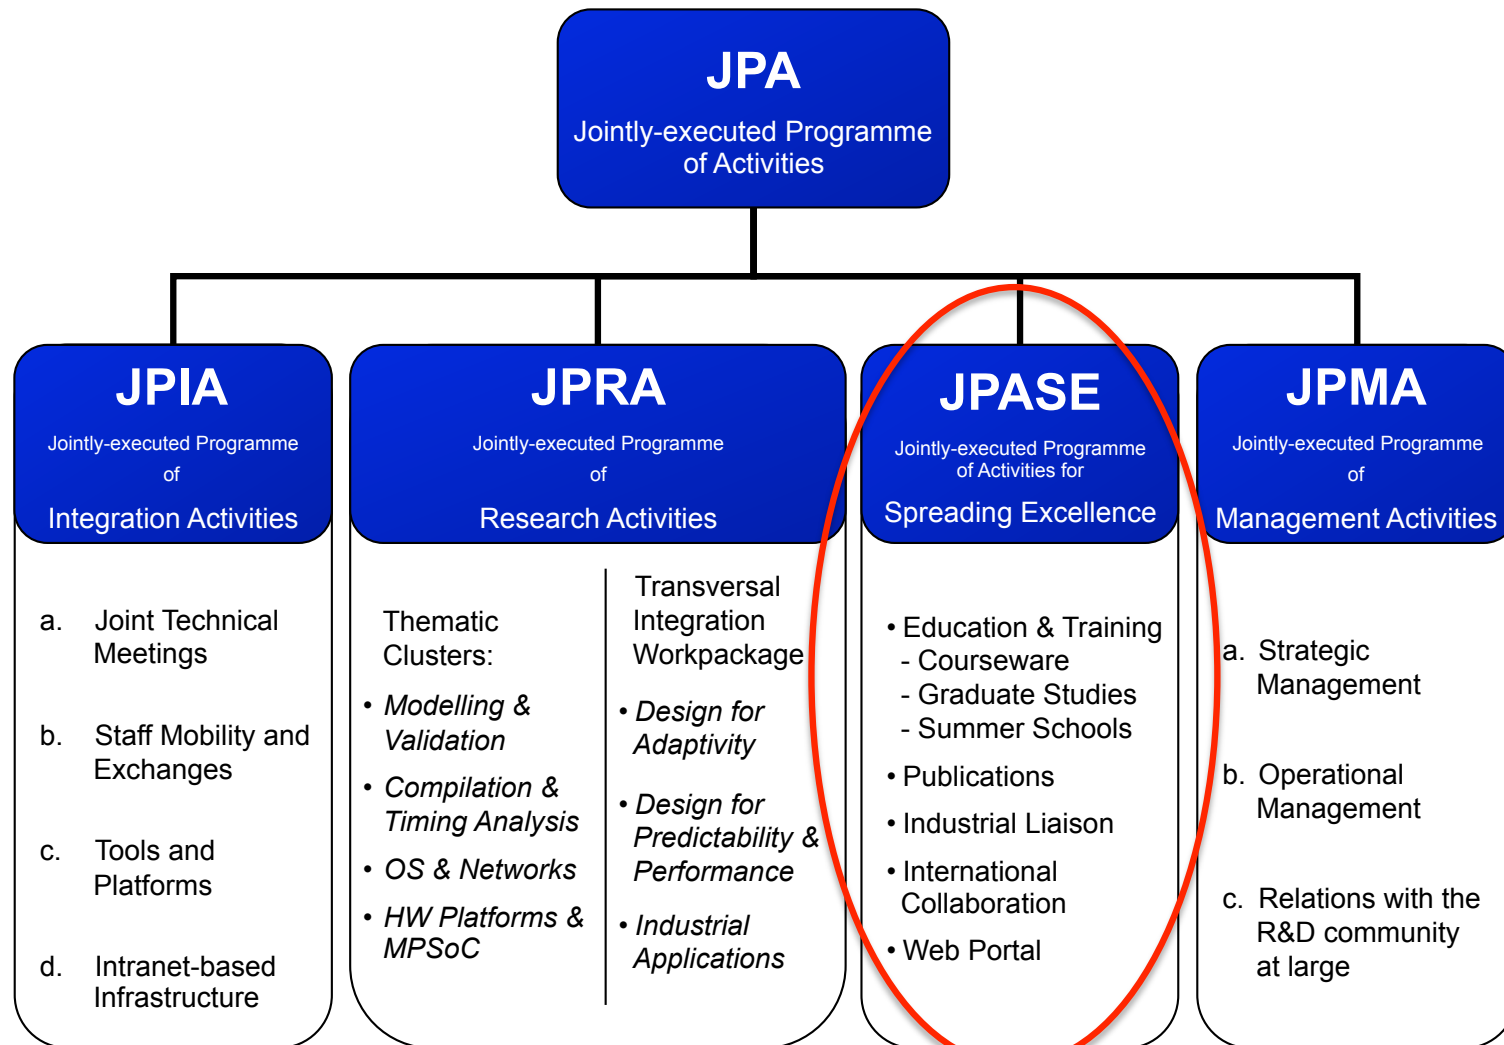 JPA
Jointly-executed Programme
of Activities
JPIA
Jointly-executed Programme
of
Integration Activities
a. Joint Technical
Meetings
b. Staff Mobility and
Exchanges
c. Tools and
Platforms
d. Intranet-based
Infrastructure
JPRA
Jointly-executed Programme
of
Research Activities
Thematic
Clusters:
• Modelling &
Validation
• Compilation &
Timing Analysis
• OS & Networks
• HW Platforms &
MPSoC
Transversal
Integration
Workpackage
• Design for
Adaptivity
• Design for
Predictability &
Performance
• Industrial
Applications
JPASE
Jointly-executed Programme
of Activities for
Spreading Excellence
• Education & Training
- Courseware
- Graduate Studies
- Summer Schools
• Publications
• Industrial Liaison
• International
Collaboration
• Web Portal
JPMA
Jointly-executed Programme
of
Management Activities
a. Strategic
Management
b. Operational
Management
c. Relations with the
R&D community
at large